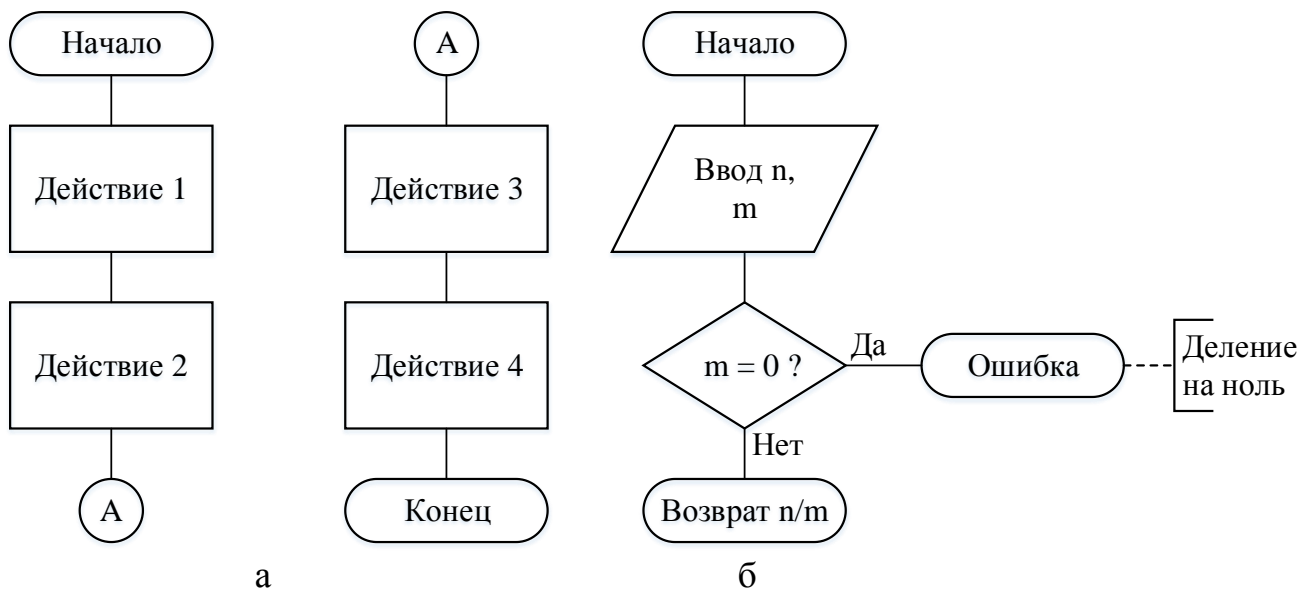 Начало
Действие 1
Действие 2
А
А
Действие 3
Действие 4
Конец
а
Начало
Ввод n,
m
m = 0 ?
Да
Ошибка
Деление
на ноль
Нет
Возврат n/m
б